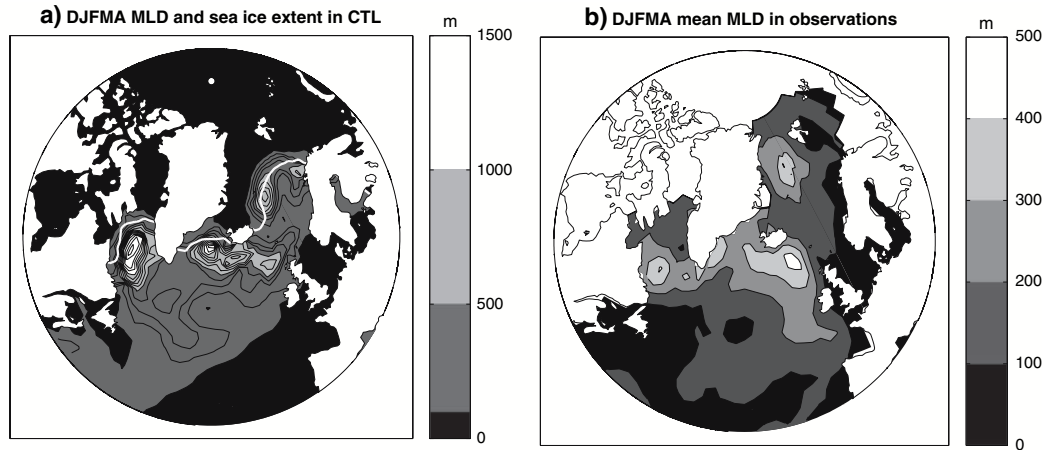 a) DJFMA MLD and sea ice extent in CTL
m
1500
1000
500
0
b) DJFMA mean MLD in observations
m
500
400
300
200
100
0